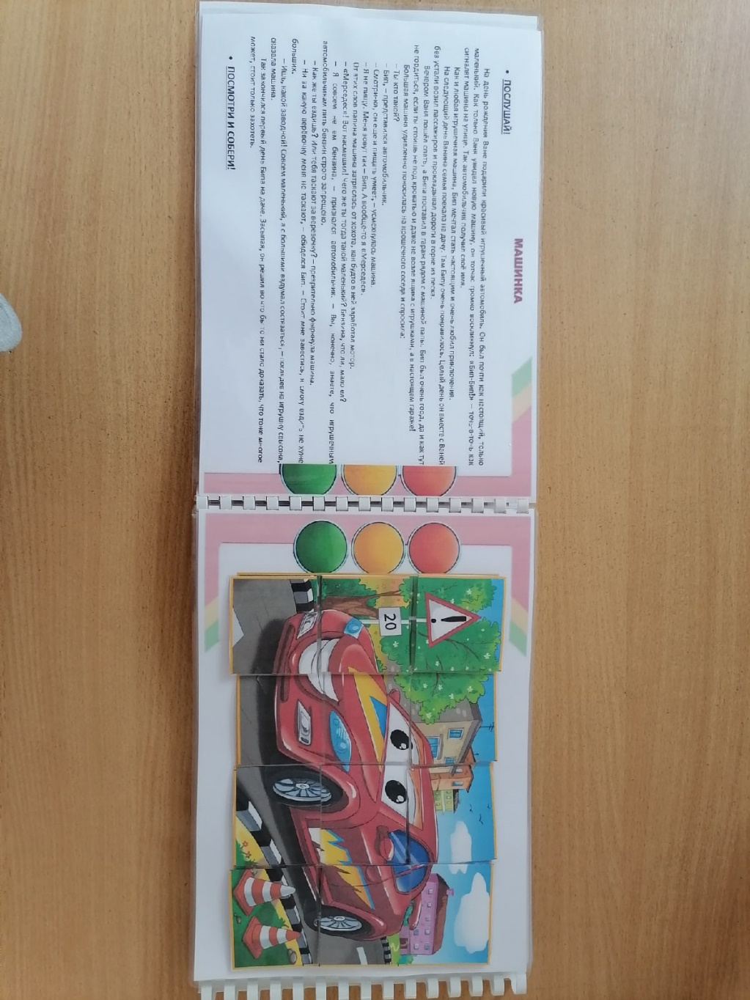 МАШИНКА
• ПОСЛУШАЙ!
На день рождения Ване подарили красивый игрушечный автомобиль. Он был почти как настоящий, только
маленький. Как только Ваня увидел новую машину, он тотчас громко воскликнул: «Бип-Бип!» – точь-в-точь как
сигналят машины на улице. Так автомобильчик получил своё имя.
Как и любая игрушечная машина, Бип мечтал стать настоящим и очень любил приключения.
На следующий день Ванина семья поехала на дачу. Там Бипу очень понравилось. Целый день он вместе с Ваней
без устали возил пассажиров и прокладывал дороги в горке из песка.
Вечером Ваня пошёл спать, а Бипа поставил в гараж рядом с машиной папы. Бип был очень горд, да и как тут
не гордиться, если ты стоишь не под кроватью и даже не возле ящика с игрушками, а в настоящем гараже!
Большая машина удивлённо покосилась на крошечного соседа и спросила:
– Ты кто такой?
– Бип, – представился автомобильчик.
– Смотри-ка, он еще и пищать умеет, – усмехнулась машина.
– Я не пищу. Меня зовут так – Бип. А вообще-то я «Мерседес».
От этих слов папина машина затряслась от хохота, как будто в ней заработал мотор.
– «Мерседес»! Вот насмешил! Чего же ты тогда такой маленький? Бензина, что ли, мало ел?
– Я совсем не ем бензина, – признался автомобильчик. – Вы, конечно, знаете, что игрушечным
автомобильчикам пить бензин строго запрещено.
– Как же ты ездишь? Или тебя таскают за веревочку? – презрительно фыркнула машина.
– Ни за какую верёвочку меня не таскают, – обиделся Бип. – Стоит мне завестись, я смогу ездить не хуже
больших.
– Ишь, какой заводной! Совсем маленький, а с большими вздумал состязаться, – поглядев на игрушку свысока,
сказала машина.
Так закончился первый день Бипа на даче. Засыпая, он решил во что бы то ни стало доказать, что тоже многое
может, стоит только захотеть.
• ПОСМОТРИ И СОБЕРИ!
20